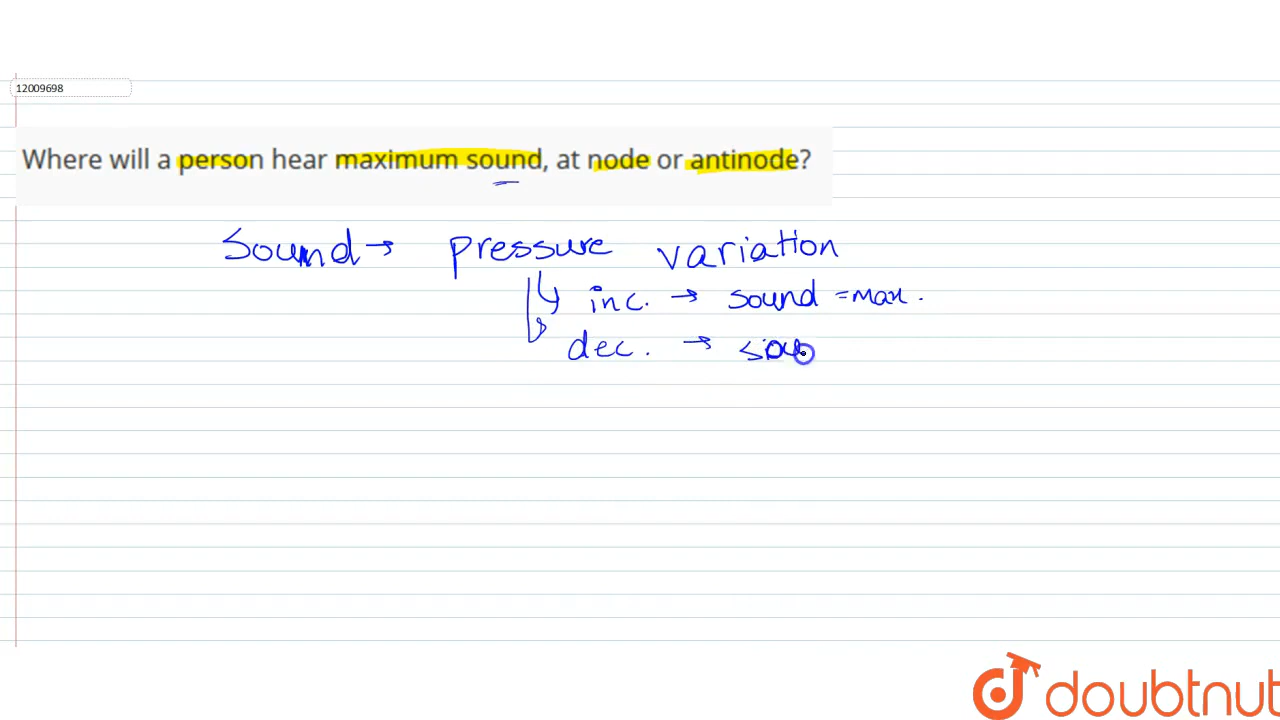 12009698
Where will a person hear maximum sound, at node or antinode?
Sound → pressure variation
inc. → sound = max.
dec. → sou
doubtnut